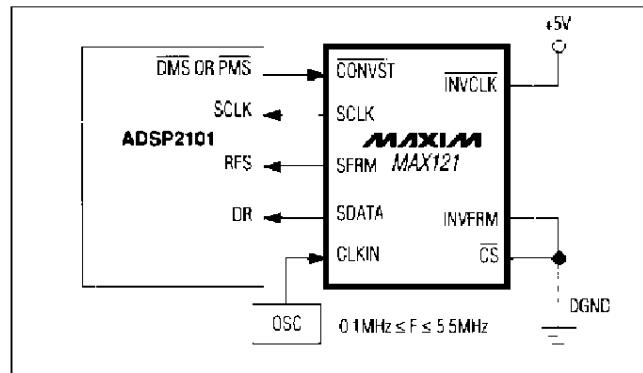 +5V
DMS OR PMS
CONVST
INVCLK
SCLK
SCLK
ADSP2101
MAXIM
MAX121
RFS
SFRM
DR
SDATA
INVFRM
CLKIN
CS
OSC
0.1MHz ≤ F ≤ 5.5MHz
DGND